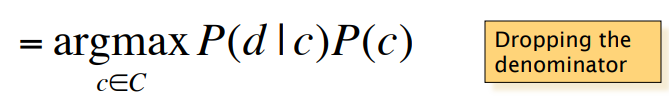 = argmax P(d | c)P(c)
c∈C
Dropping the
denominator